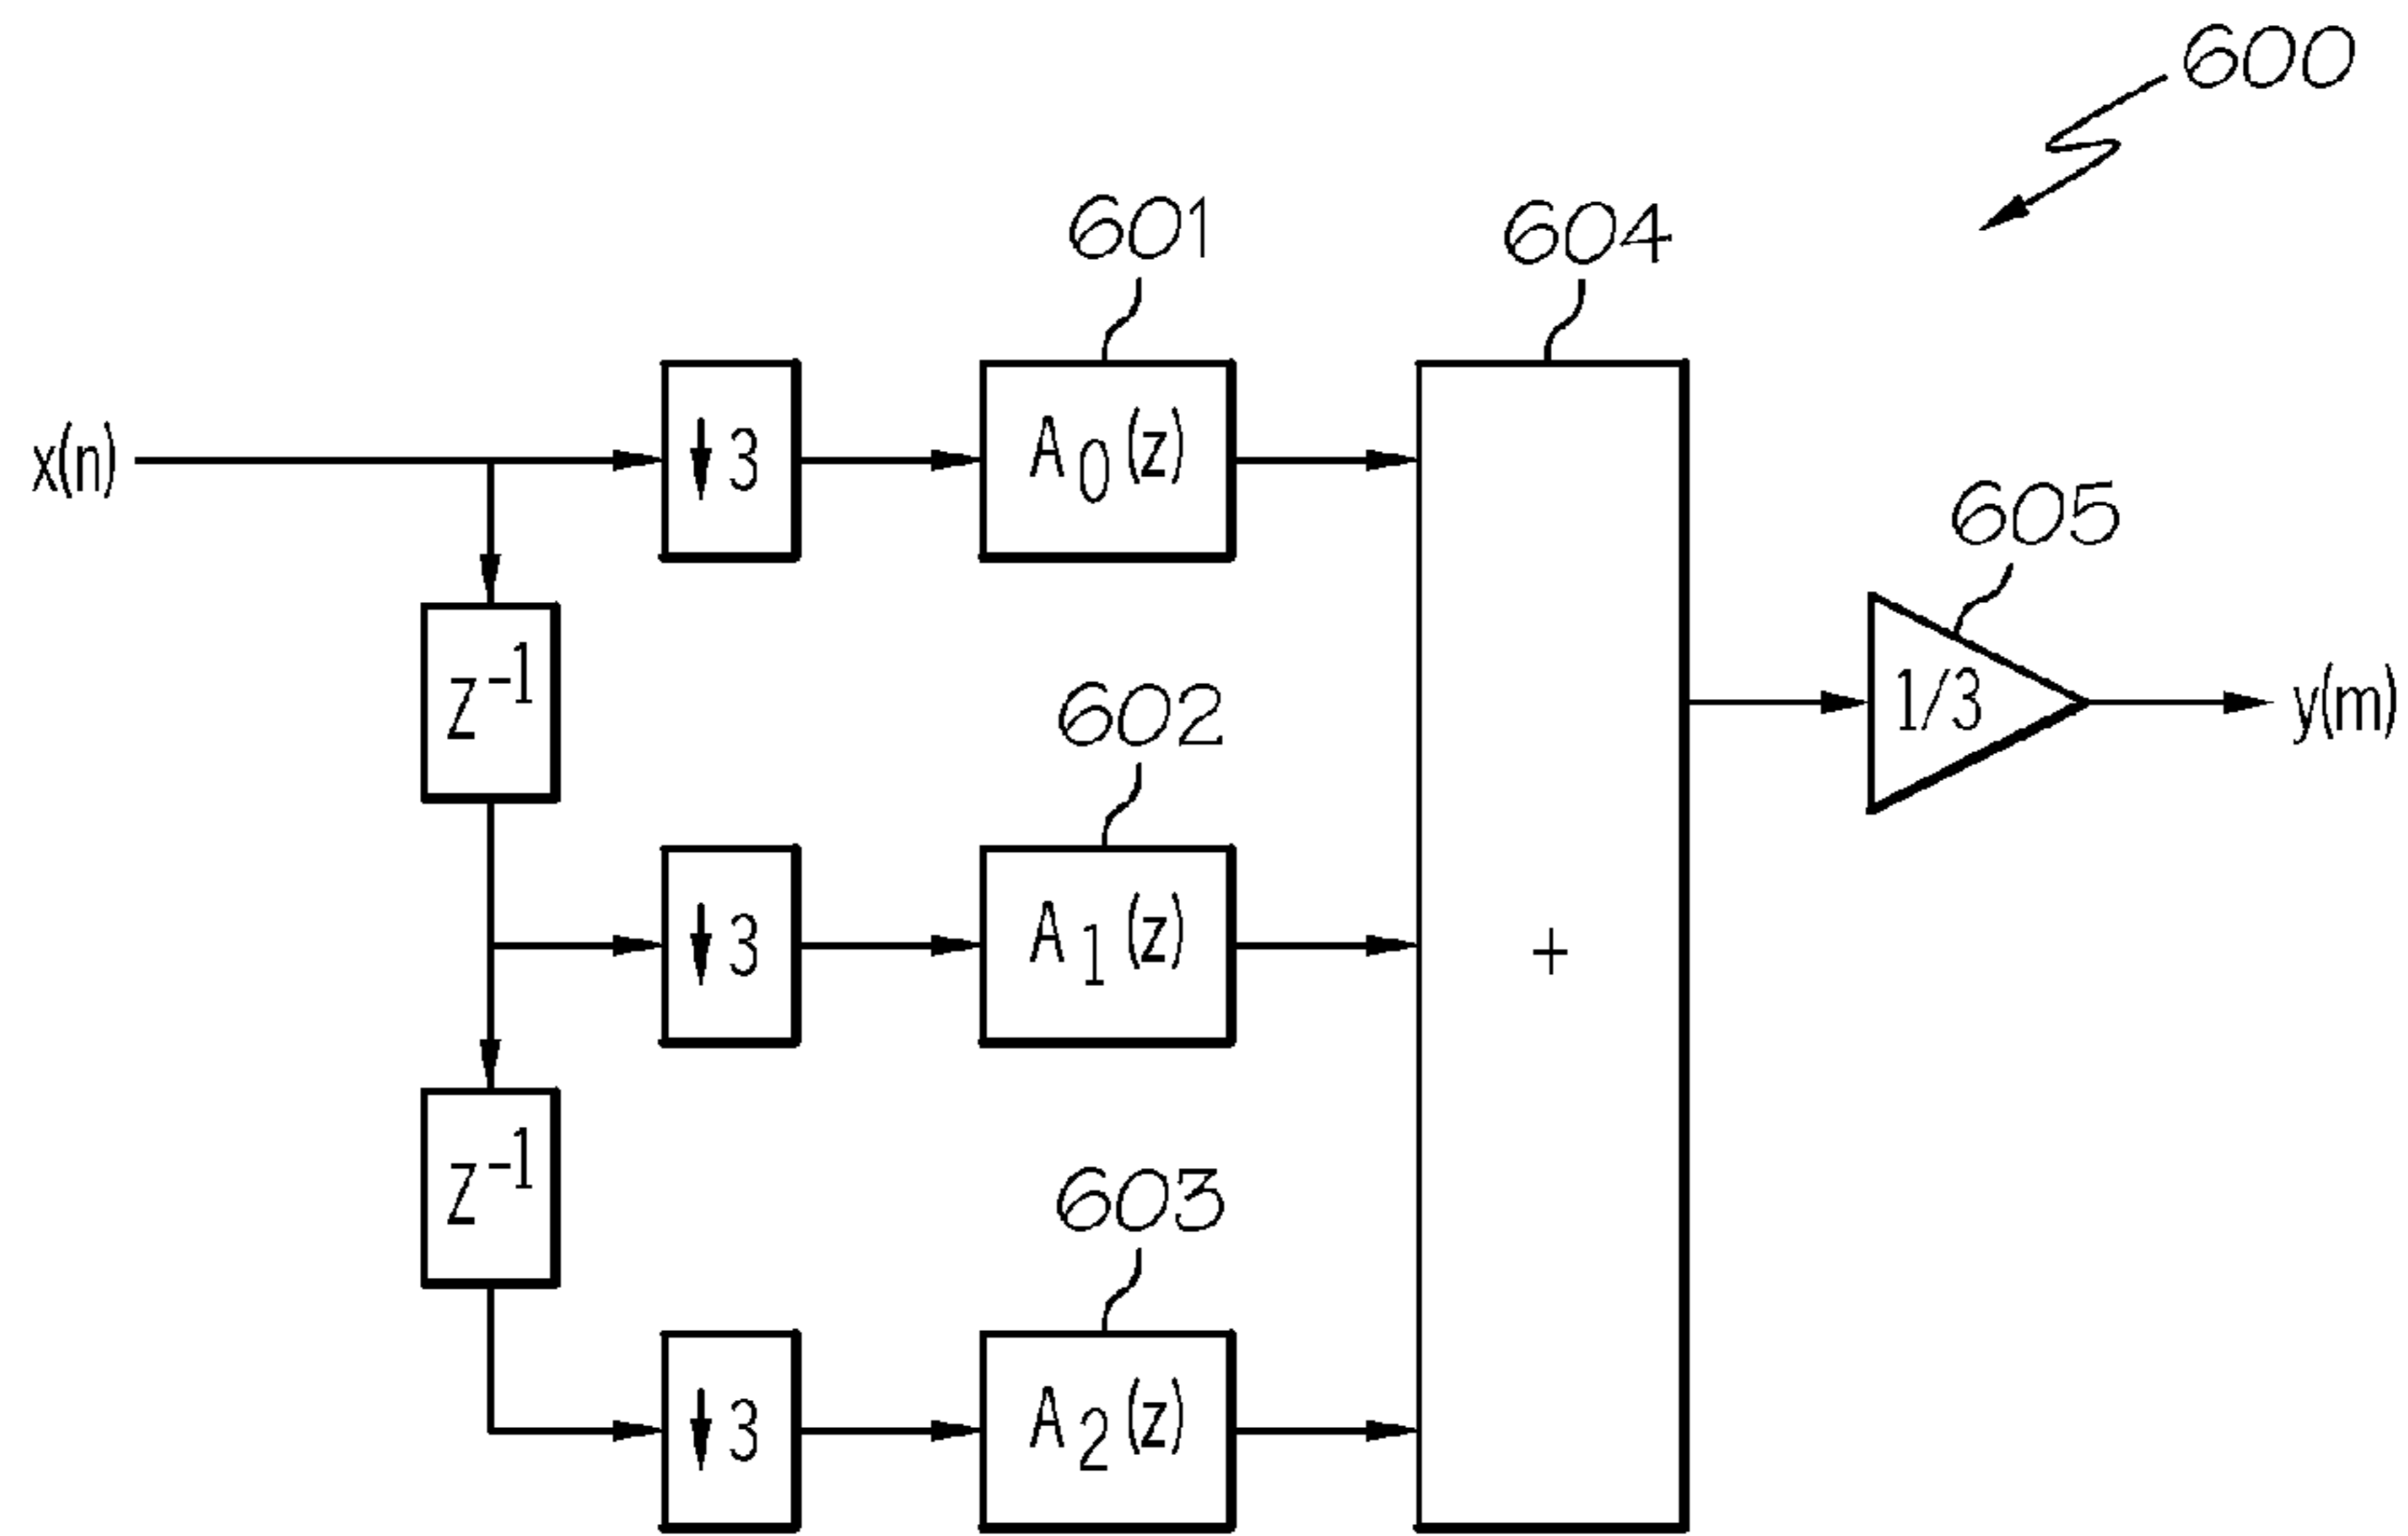 600
601
604
x(n)
↓ 3
A₀(z)
605
z⁻¹
602
1/3
y(m)
↓ 3
A₁(z)
+
z⁻¹
603
↓ 3
A₂(z)